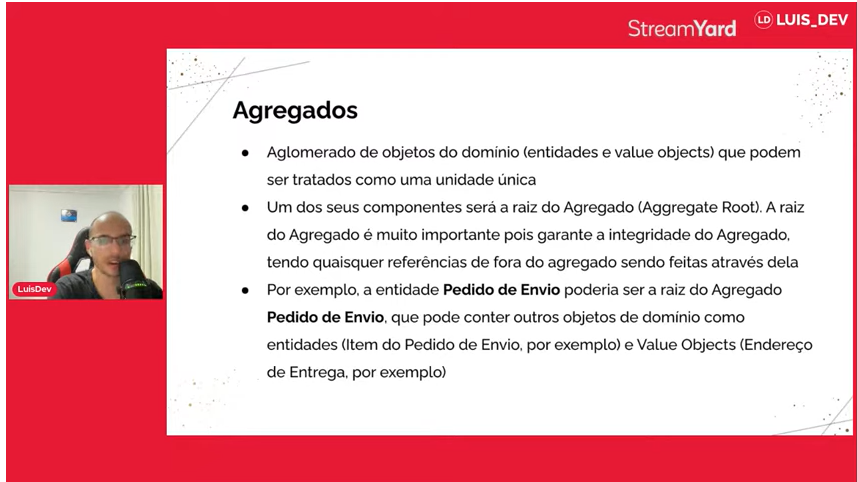 StreamYard
LD LUIS_DEV
Agregados
● Aglomerado de objetos do domínio (entidades e value objects) que podem
ser tratados como uma unidade única
● Um dos seus componentes será a raiz do Agregado (Aggregate Root). A raiz
do Agregado é muito importante pois garante a integridade do Agregado,
tendo quaisquer referências de fora do agregado sendo feitas através dela
● Por exemplo, a entidade Pedido de Envio poderia ser a raiz do Agregado
Pedido de Envio, que pode conter outros objetos de domínio como
entidades (Item do Pedido de Envio, por exemplo) e Value Objects (Endereço
de Entrega, por exemplo)
LuisDev